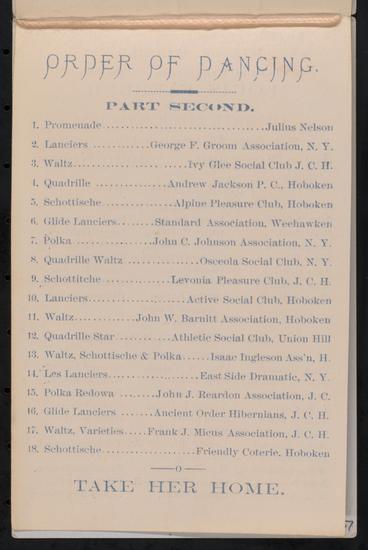 ORDER OF DANCING.
PART SECOND.
1. Promenade..............................Julius Nelson
2. Lanciers...........George F. Groom Association, N. Y.
3. Waltz......................Ivy Glee Social Club J. C. H.
4. Quadrille ..............Andrew Jackson P. C., Hoboken
5. Schottische..............Alpine Pleasure Club, Hoboken
6. Glide Lanciers........Standard Association, Weehawken
7. Polka...............John C. Johnson Association, N. Y.
8. Quadrille Waltz..............Osceola Social Club, N. Y.
9. Schottitche.............Levonia Pleasure Club, J. C. H.
10. Lanciers...................Active Social Club, Hoboken
11. Waltz...........John W. Barnitt Association, Hoboken
12. Quadrille Star...........Athletic Social Club, Union Hill
13. Waltz, Schottische & Polka.....Isaac Ingleson Ass'n, H.
14. Les Lanciers..................East Side Dramatic, N. Y.
15. Polka Redowa........John J. Reardon Association, J. C.
16. Glide Lanciers.......Ancient Order Hibernians, J. C. H.
17. Waltz, Varieties.....Frank J. Micus Association, J. C. H.
18. Schottische..................Friendly Coterie, Hoboken
O
TAKE HER HOME.